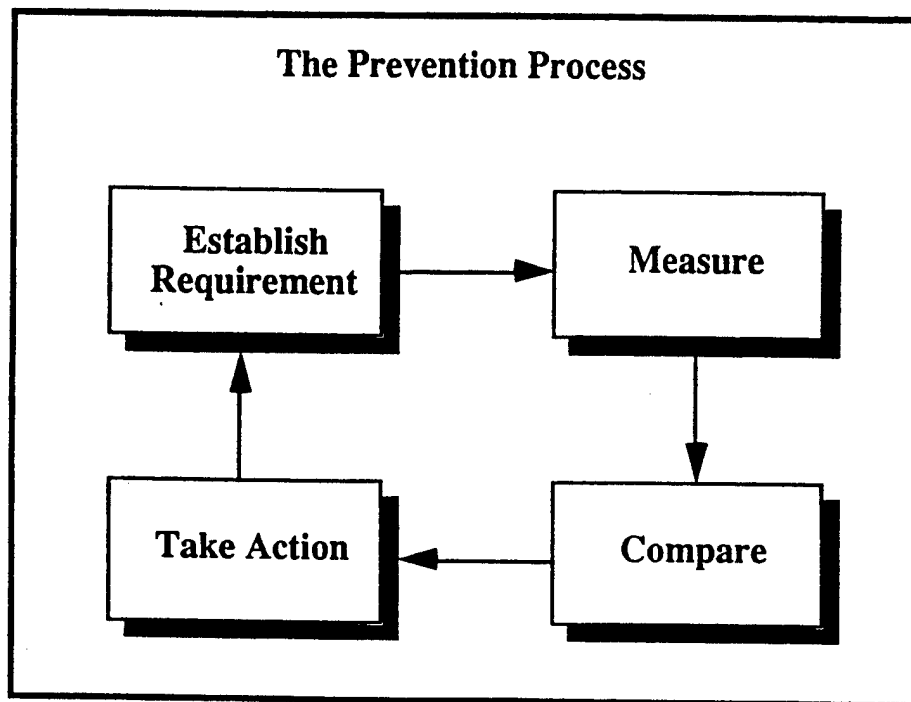 The Prevention Process
Establish
Requirement
Measure
Take Action
Compare